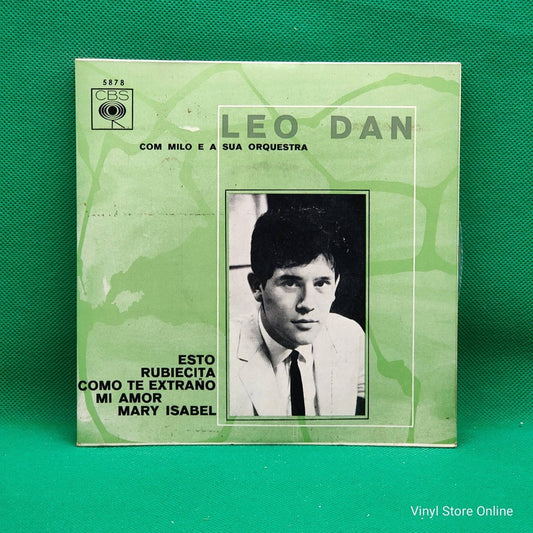 5878
CBS
LEO DAN
COM MILO E A SUA ORQUESTRA
ESTO
RUBIECITA
COMO TE EXTRAÑO
MI AMOR
MARY ISABEL
Vinyl Store Online